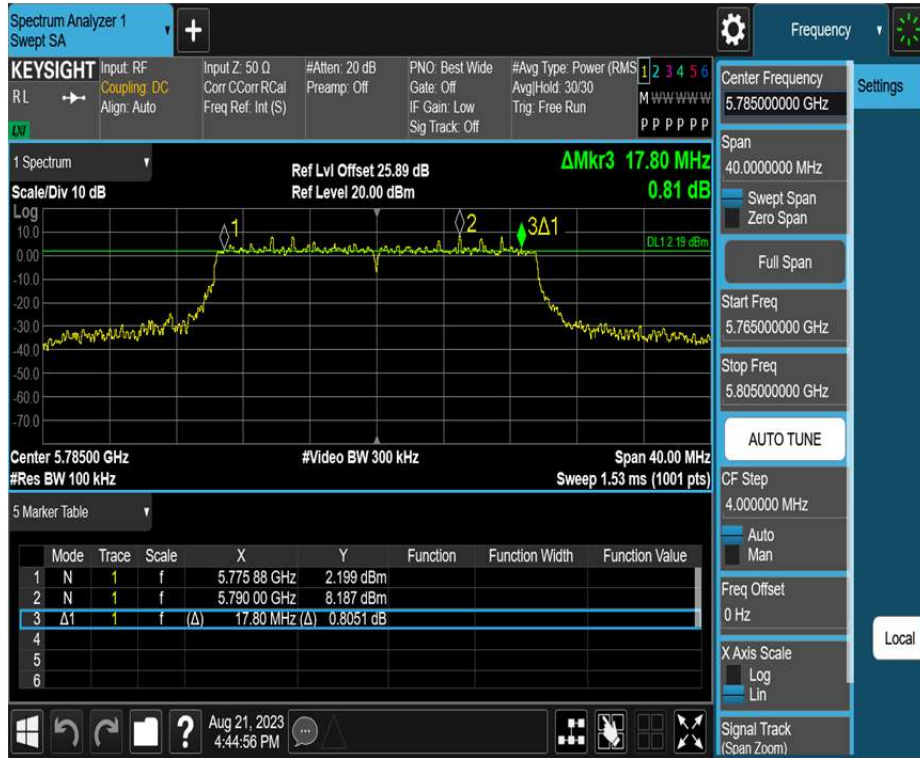 Spectrum Analyzer 1
Swept SA
+
Frequency
KEYSIGHT
RL
LXI
Input: RF
Coupling: DC
Align: Auto
Input Z: 50 Ω
Corr CCorr RCal
Freq Ref: Int (S)
#Atten: 20 dB
Preamp: Off
PNO: Best Wide
Gate: Off
IF Gain: Low
Sig Track: Off
#Avg Type: Power (RMS
Avg|Hold: 30/30
Trig: Free Run
1 2 3 4 5 6
M W W W W W
P P P P P P
1 Spectrum
Scale/Div 10 dB
Ref Lvl Offset 25.89 dB
Ref Level 20.00 dBm
ΔMkr3 17.80 MHz
0.81 dB
Log
10.0
0.00
-10.0
-20.0
-30.0
-40.0
-50.0
-60.0
-70.0
1
2
3Δ1
DL1 2.19 dBm
Center 5.78500 GHz
#Video BW 300 kHz
Span 40.00 MHz
#Res BW 100 kHz
Sweep 1.53 ms (1001 pts)
5 Marker Table
Mode Trace Scale X Y Function Function Width Function Value
1 N 1 f 5.775 88 GHz 2.199 dBm
2 N 1 f 5.790 00 GHz 8.187 dBm
3 Δ1 1 f (Δ) 17.80 MHz (Δ) 0.8051 dB
4
5
6
?
Aug 21, 2023
4:44:56 PM
Center Frequency
5.785000000 GHz
Span
40.0000000 MHz
Swept Span
Zero Span
Full Span
Start Freq
5.765000000 GHz
Stop Freq
5.805000000 GHz
AUTO TUNE
CF Step
4.000000 MHz
Auto
Man
Freq Offset
0 Hz
X Axis Scale
Log
Lin
Signal Track
(Span Zoom)
Settings
Local